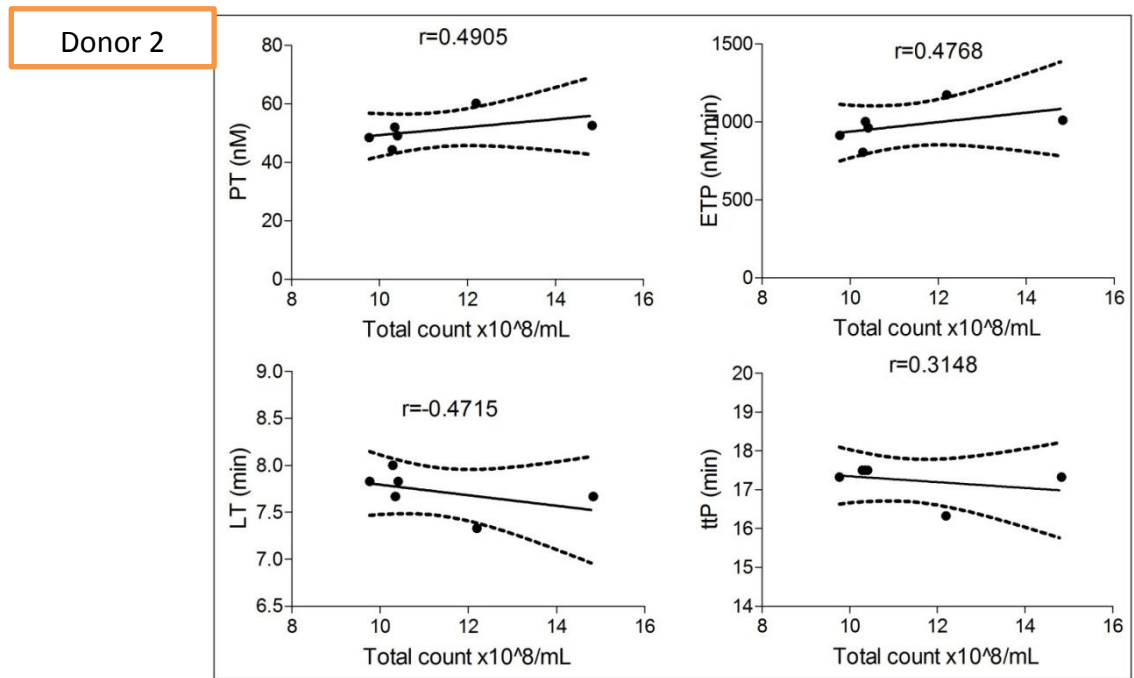 Donor 2
r=0.4905
PT (nM)
80
60
40
20
0
8 10 12 14 16
Total count x10^8/mL
r=0.4768
ETP (nM.min)
1500
1000
500
0
8 10 12 14 16
Total count x10^8/mL
r=-0.4715
LT (min)
9.0
8.5
8.0
7.5
7.0
6.5
8 10 12 14 16
Total count x10^8/mL
r=0.3148
ttP (min)
20
19
18
17
16
15
14
8 10 12 14 16
Total count x10^8/mL